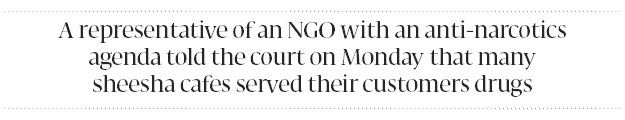 A representative of an NGO with an anti-narcotics
agenda told the court on Monday that many
sheesha cafes served their customers drugs